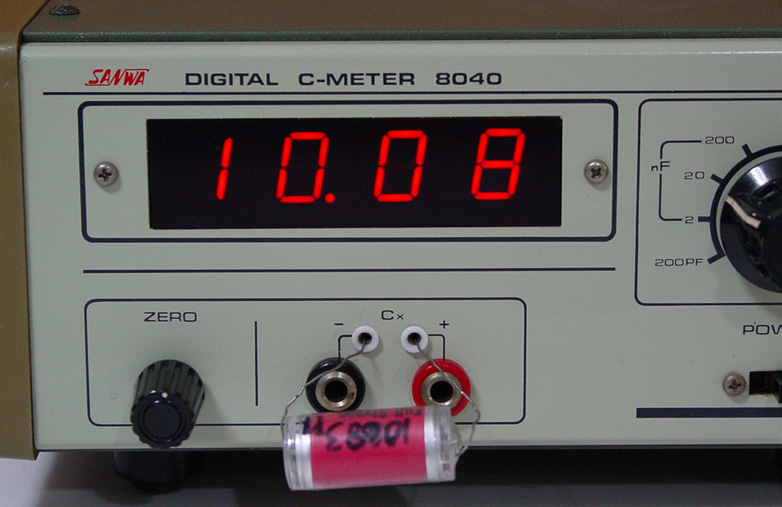 SANWA DIGITAL C-METER 8040
10.08
200
nF
20
2
200PF
ZERO
Cx
- +
POW